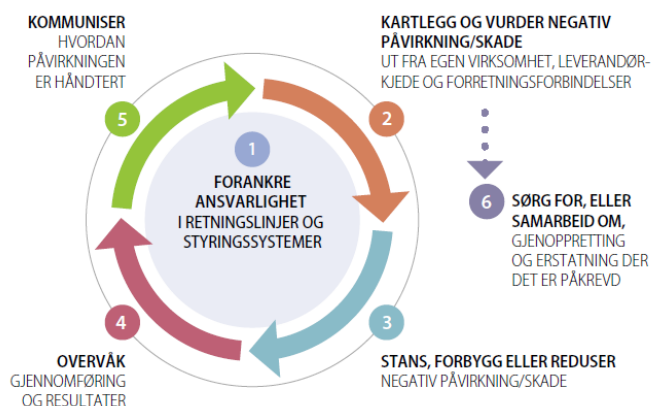 KOMMUNISER
HVORDAN
PÅVIRKNINGEN
ER HÅNDTERT
5
KARTLEGG OG VURDER NEGATIV
PÅVIRKNING/SKADE
UT FRA EGEN VIRKSOMHET, LEVERANDØR-
KJEDE OG FORRETNINGSFORBINDELSER
2
1
FORANKRE
ANSVARLIGHET
I RETNINGSLINJER OG
STYRINGSSYSTEMER
6
SØRG FOR, ELLER
SAMARBEID OM,
GJENOPPRETTING
OG ERSTATNING DER
DET ER PÅKREVD
4
OVERVÅK
GJENNOMFØRING
OG RESULTATER
3
STANS, FORBYGG ELLER REDUSER
NEGATIV PÅVIRKNING/SKADE